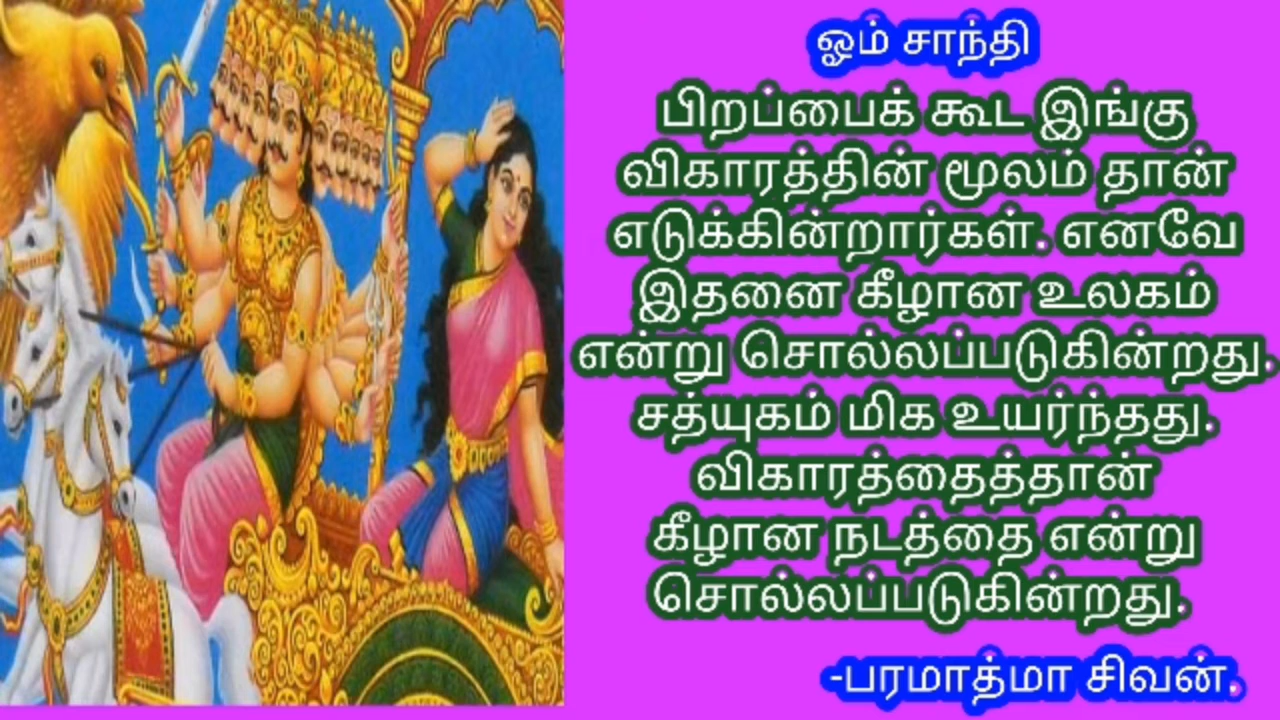 ஓம் சாந்தி
பிறப்பைக் கூட இங்கு
விகாரத்தின் மூலம் தான்
எடுக்கின்றார்கள். எனவே
இதனை கீழான உலகம்
என்று சொல்லப்படுகின்றது.
சத்யுகம் மிக உயர்ந்தது.
விகாரத்தைத்தான்
கீழான நடத்தை என்று
சொல்லப்படுகின்றது.
-பரமாத்மா சிவன்.